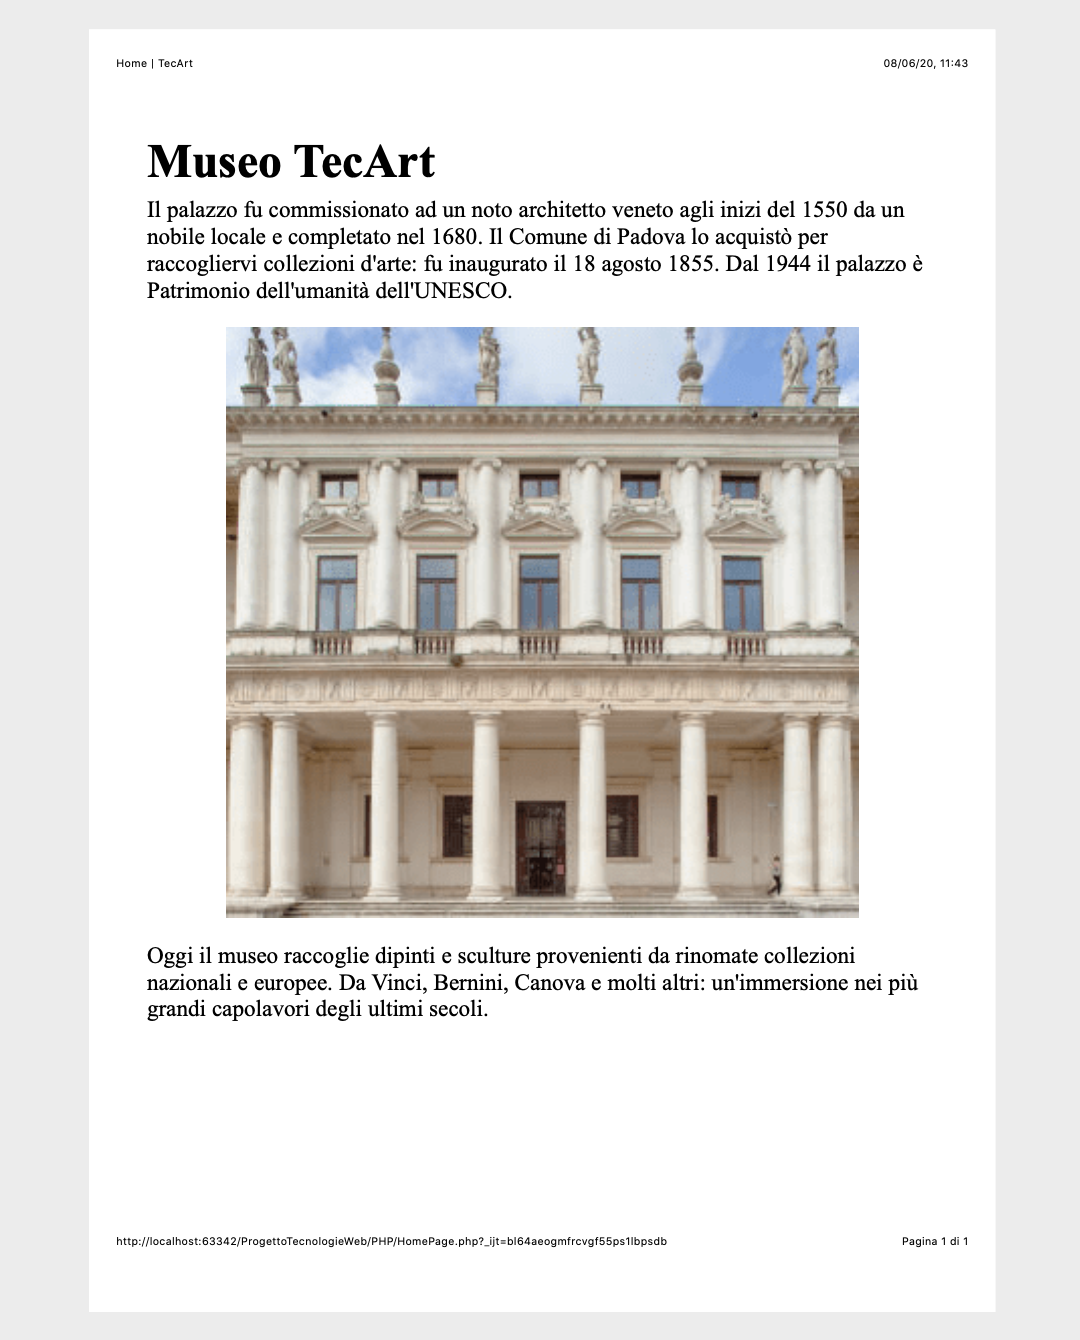 Home | TecArt
08/06/20, 11:43
Museo TecArt
Il palazzo fu commissionato ad un noto architetto veneto agli inizi del 1550 da un
nobile locale e completato nel 1680. Il Comune di Padova lo acquistò per
raccogliervi collezioni d'arte: fu inaugurato il 18 agosto 1855. Dal 1944 il palazzo è
Patrimonio dell'umanità dell'UNESCO.
Oggi il museo raccoglie dipinti e sculture provenienti da rinomate collezioni
nazionali e europee. Da Vinci, Bernini, Canova e molti altri: un'immersione nei più
grandi capolavori degli ultimi secoli.
http://localhost:63342/ProgettoTecnologieWeb/PHP/HomePage.php?_ijt=bl64aeogmfrcvgf55ps1lbpsdb
Pagina 1 di 1